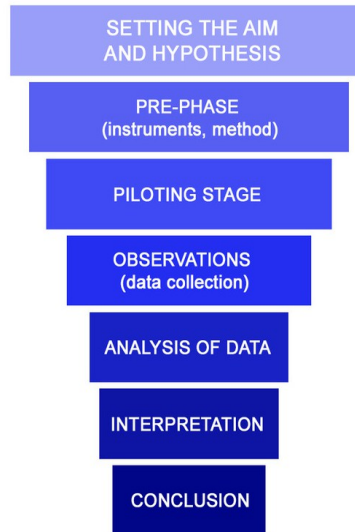 SETTING THE AIM
AND HYPOTHESIS
PRE-PHASE
(instruments, method)
PILOTING STAGE
OBSERVATIONS
(data collection)
ANALYSIS OF DATA
INTERPRETATION
CONCLUSION